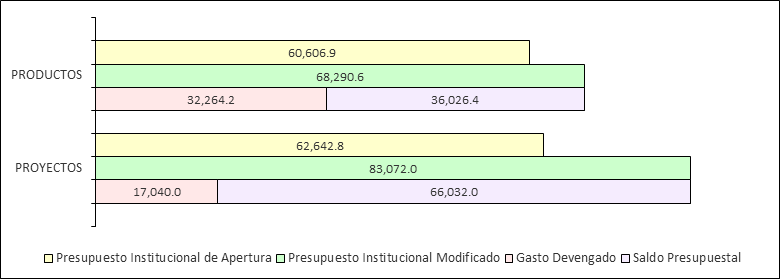 60,606.9
PRODUCTOS
68,290.6
32,264.2 36,026.4
62,642.8
PROYECTOS
83,072.0
17,040.0 66,032.0
Presupuesto Institucional de Apertura Presupuesto Institucional Modificado Gasto Devengado Saldo Presupuestal